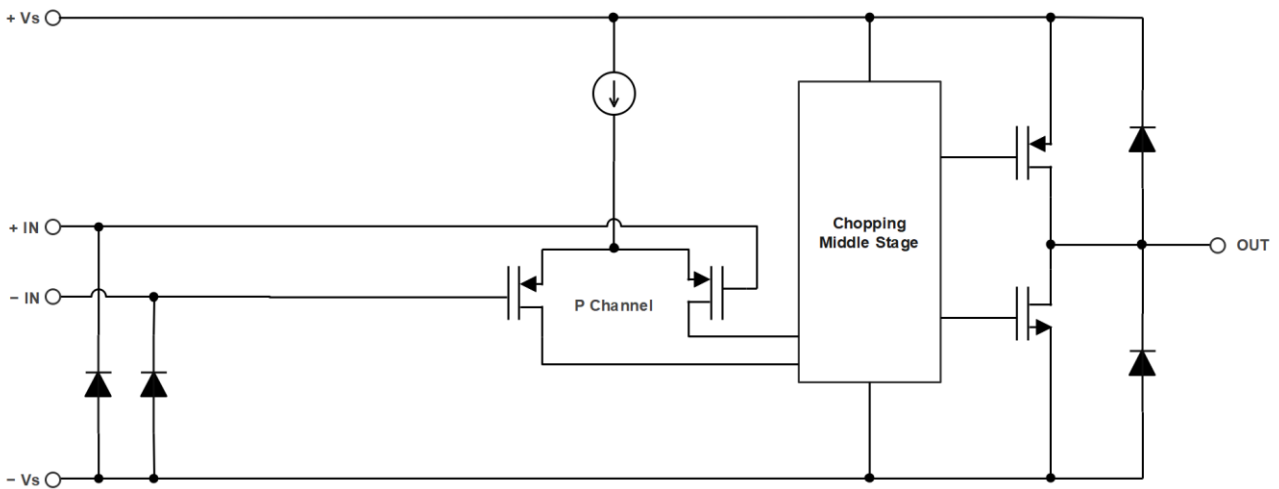 + Vs
+ IN
Chopping
Middle Stage
OUT
− IN
P Channel
− Vs